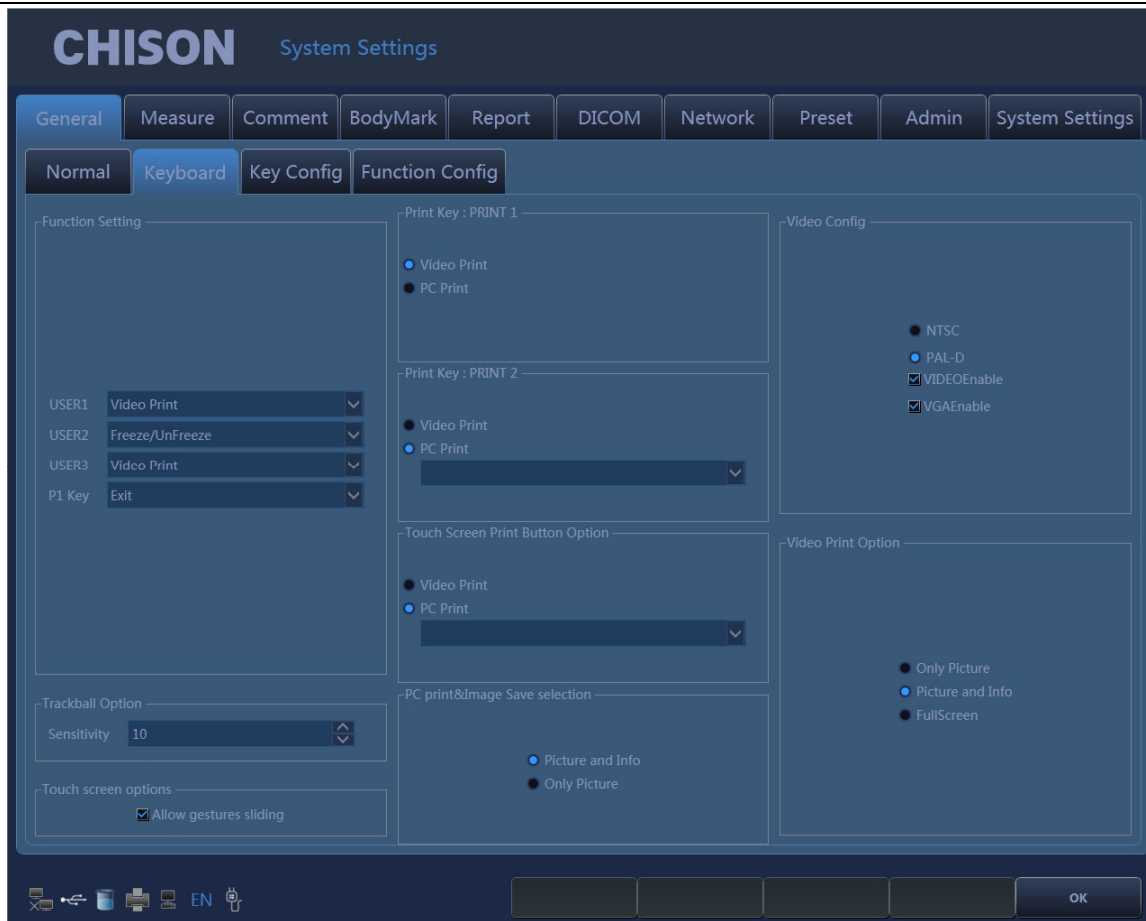 CHISON System Settings
General Measure Comment BodyMark Report DICOM Network Preset Admin System Settings
Normal Keyboard Key Config Function Config
Function Setting
USER1 Video Print
USER2 Freeze/UnFreeze
USER3 Video Print
P1 Key Exit
Trackball Option
Sensitivity 10
Touch screen options
Allow gestures sliding
Print Key : PRINT 1
Video Print
PC Print
Print Key : PRINT 2
Video Print
PC Print
Touch Screen Print Button Option
Video Print
PC Print
PC print&Image Save selection
Picture and Info
Only Picture
Video Config
NTSC
PAL-D
VIDEOEnable
VGAEnable
Video Print Option
Only Picture
Picture and Info
FullScreen
EN
OK